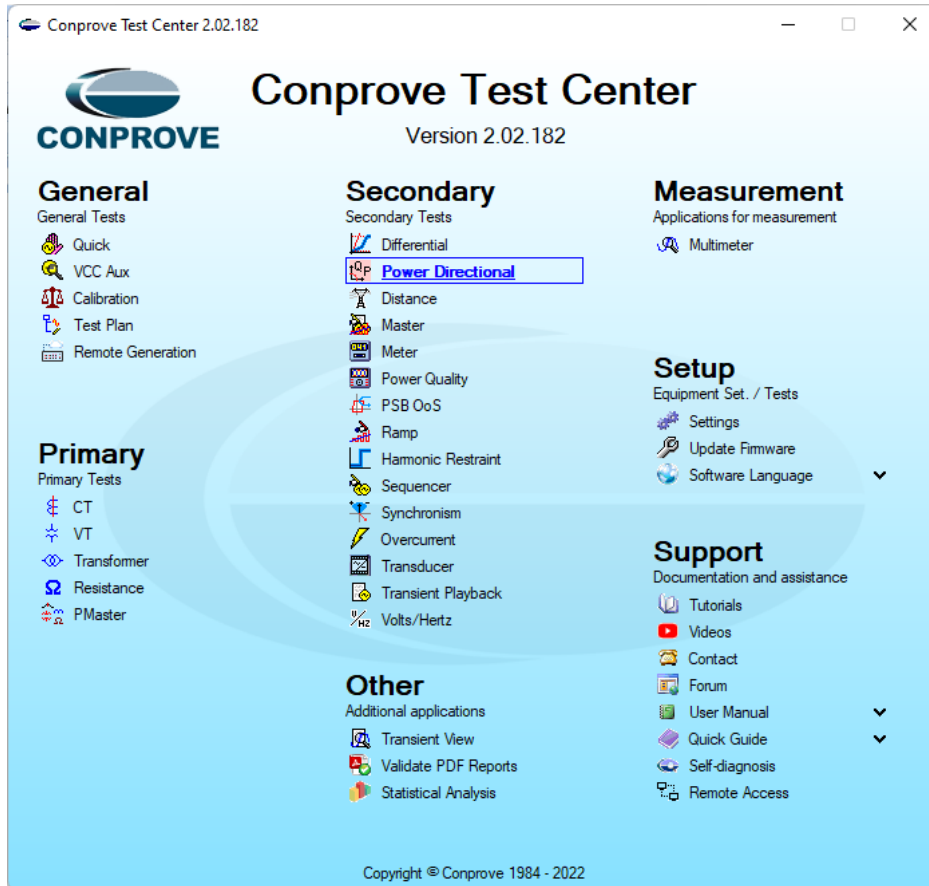 Conprove Test Center 2.02.182
CONPROVE
Conprove Test Center
Version 2.02.182
General
General Tests
Quick
VCC Aux
Calibration
Test Plan
Remote Generation
Primary
Primary Tests
CT
VT
Transformer
Resistance
PMaster
Secondary
Secondary Tests
Differential
Power Directional
Distance
Master
Meter
Power Quality
PSB OoS
Ramp
Harmonic Restraint
Sequencer
Synchronism
Overcurrent
Transducer
Transient Playback
Volts/Hertz
Other
Additional applications
Transient View
Validate PDF Reports
Statistical Analysis
Measurement
Applications for measurement
Multimeter
Setup
Equipment Set. / Tests
Settings
Update Firmware
Software Language
Support
Documentation and assistance
Tutorials
Videos
Contact
Forum
User Manual
Quick Guide
Self-diagnosis
Remote Access
Copyright © Conprove 1984 - 2022